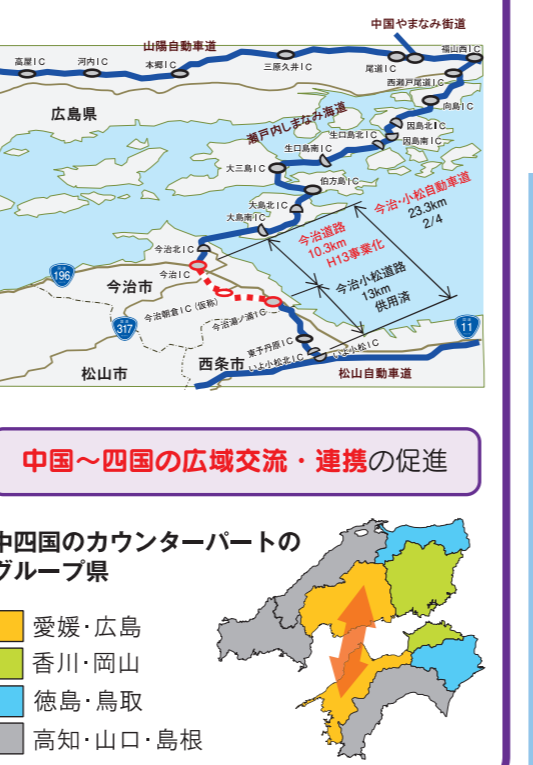 中国やまなみ街道
山陽自動車道
高屋IC
河内IC
本郷IC
三原久井IC
尾道IC
福山西IC
西瀬戸尾道IC
向島IC
広島県
瀬戸内しまなみ海道
因島北IC
因島南IC
生口島北IC
生口島南IC
大三島IC
伯方島IC
大島北IC
大島南IC
今治・小松自動車道
23.3km
2/4
今治道路
10.3km
H13事業化
今治小松道路
13km
供用済
今治北IC
今治IC
196
今治市
今治朝倉IC(仮称)
今治湯ノ浦IC
317
東予丹原IC
いよ小松北IC
いよ小松IC
11
西条市
松山市
松山自動車道
中国～四国の広域交流・連携の促進
中四国のカウンターパートの
グループ県
愛媛・広島
香川・岡山
徳島・鳥取
高知・山口・島根